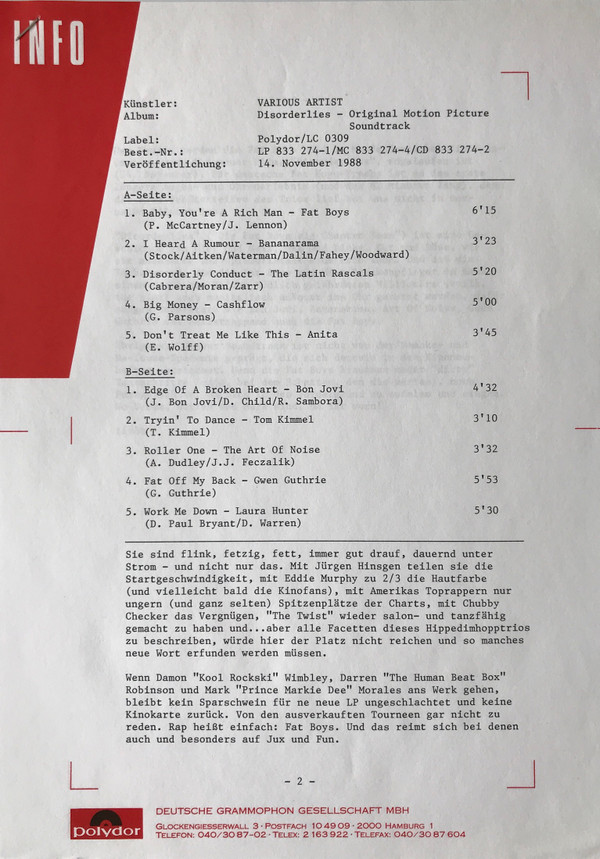 INFO
Künstler: VARIOUS ARTIST
Album: Disorderlies - Original Motion Picture
Soundtrack
Label: Polydor/LC 0309
Best.-Nr.: LP 833 274-1/MC 833 274-4/CD 833 274-2
Veröffentlichung: 14. November 1988
A-Seite:
1. Baby, You're A Rich Man - Fat Boys 6'15
(P. McCartney/J. Lennon)
2. I Heard A Rumour - Bananarama 3'23
(Stock/Aitken/Waterman/Dalin/Fahey/Woodward)
3. Disorderly Conduct - The Latin Rascals 5'20
(Cabrera/Moran/Zarr)
4. Big Money - Cashflow 5'00
(G. Parsons)
5. Don't Treat Me Like This - Anita 3'45
(E. Wolff)
B-Seite:
1. Edge Of A Broken Heart - Bon Jovi 4'32
(J. Bon Jovi/D. Child/R. Sambora)
2. Tryin' To Dance - Tom Kimmel 3'10
(T. Kimmel)
3. Roller One - The Art Of Noise 3'32
(A. Dudley/J.J. Feczalik)
4. Fat Off My Back - Gwen Guthrie 5'53
(G. Guthrie)
5. Work Me Down - Laura Hunter 5'30
(D. Paul Bryant/D. Warren)
Sie sind flink, fetzig, fett, immer gut drauf, dauernd unter
Strom - und nicht nur das. Mit Jürgen Hinsgen teilen sie die
Startgeschwindigkeit, mit Eddie Murphy zu 2/3 die Hautfarbe
(und vielleicht bald die Kinofans), mit Amerikas Toprappern nur
ungern (und ganz selten) Spitzenplätze der Charts, mit Chubby
Checker das Vergnügen, "The Twist" wieder salon- und tanzfähig
gemacht zu haben und...aber alle Facetten dieses Hippedimhopptrios
zu beschreiben, würde hier der Platz nicht reichen und so manches
neue Wort erfunden werden müssen.
Wenn Damon "Kool Rockski" Wimbley, Darren "The Human Beat Box"
Robinson und Mark "Prince Markie Dee" Morales ans Werk gehen,
bleibt kein Sparschwein für ne neue LP ungeschlachtet und keine
Kinokarte zurück. Von den ausverkauften Tourneen gar nicht zu
reden. Rap heißt einfach: Fat Boys. Und das reimt sich bei denen
auch und besonders auf Jux und Fun.
- 2 -
polydor
DEUTSCHE GRAMMOPHON GESELLSCHAFT MBH
GLOCKENGIESSERWALL 3 · POSTFACH 10 49 09 · 2000 HAMBURG 1
TELEFON: 040/30 87-02 · TELEX: 2 163 922 · TELEFAX: 040/30 87 604